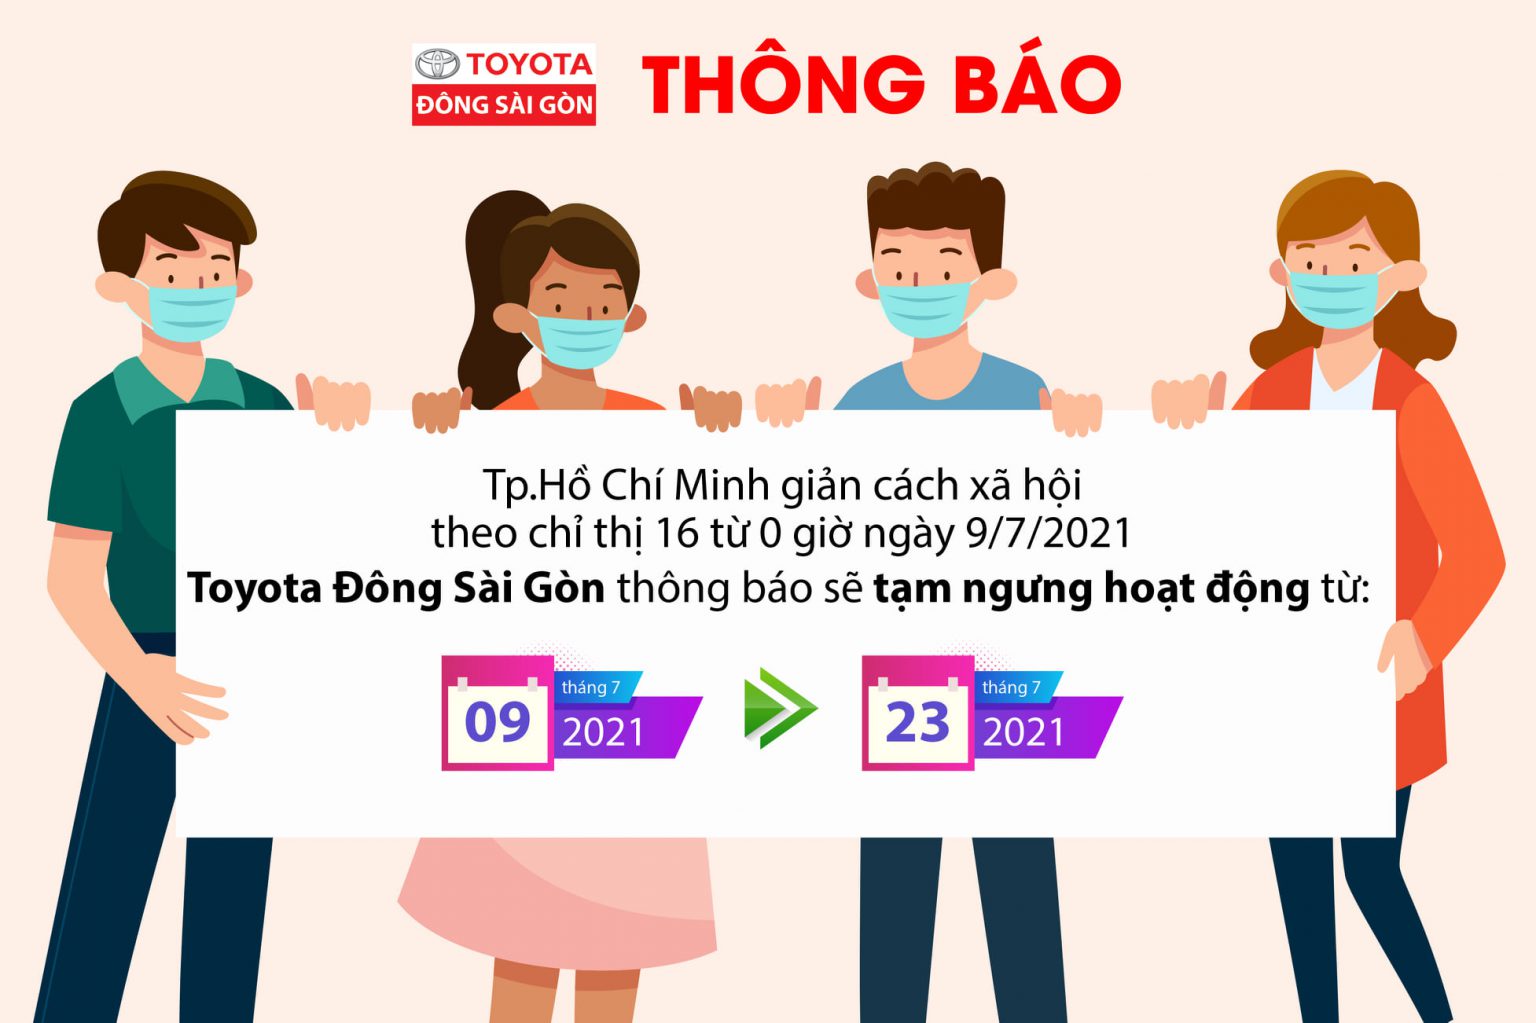 TOYOTA
ĐÔNG SÀI GÒN
THÔNG BÁO
Tp.Hồ Chí Minh giản cách xã hội
theo chỉ thị 16 từ 0 giờ ngày 9/7/2021
Toyota Đông Sài Gòn thông báo sẽ tạm ngưng hoạt động từ:
09
tháng 7
2021
23
tháng 7
2021